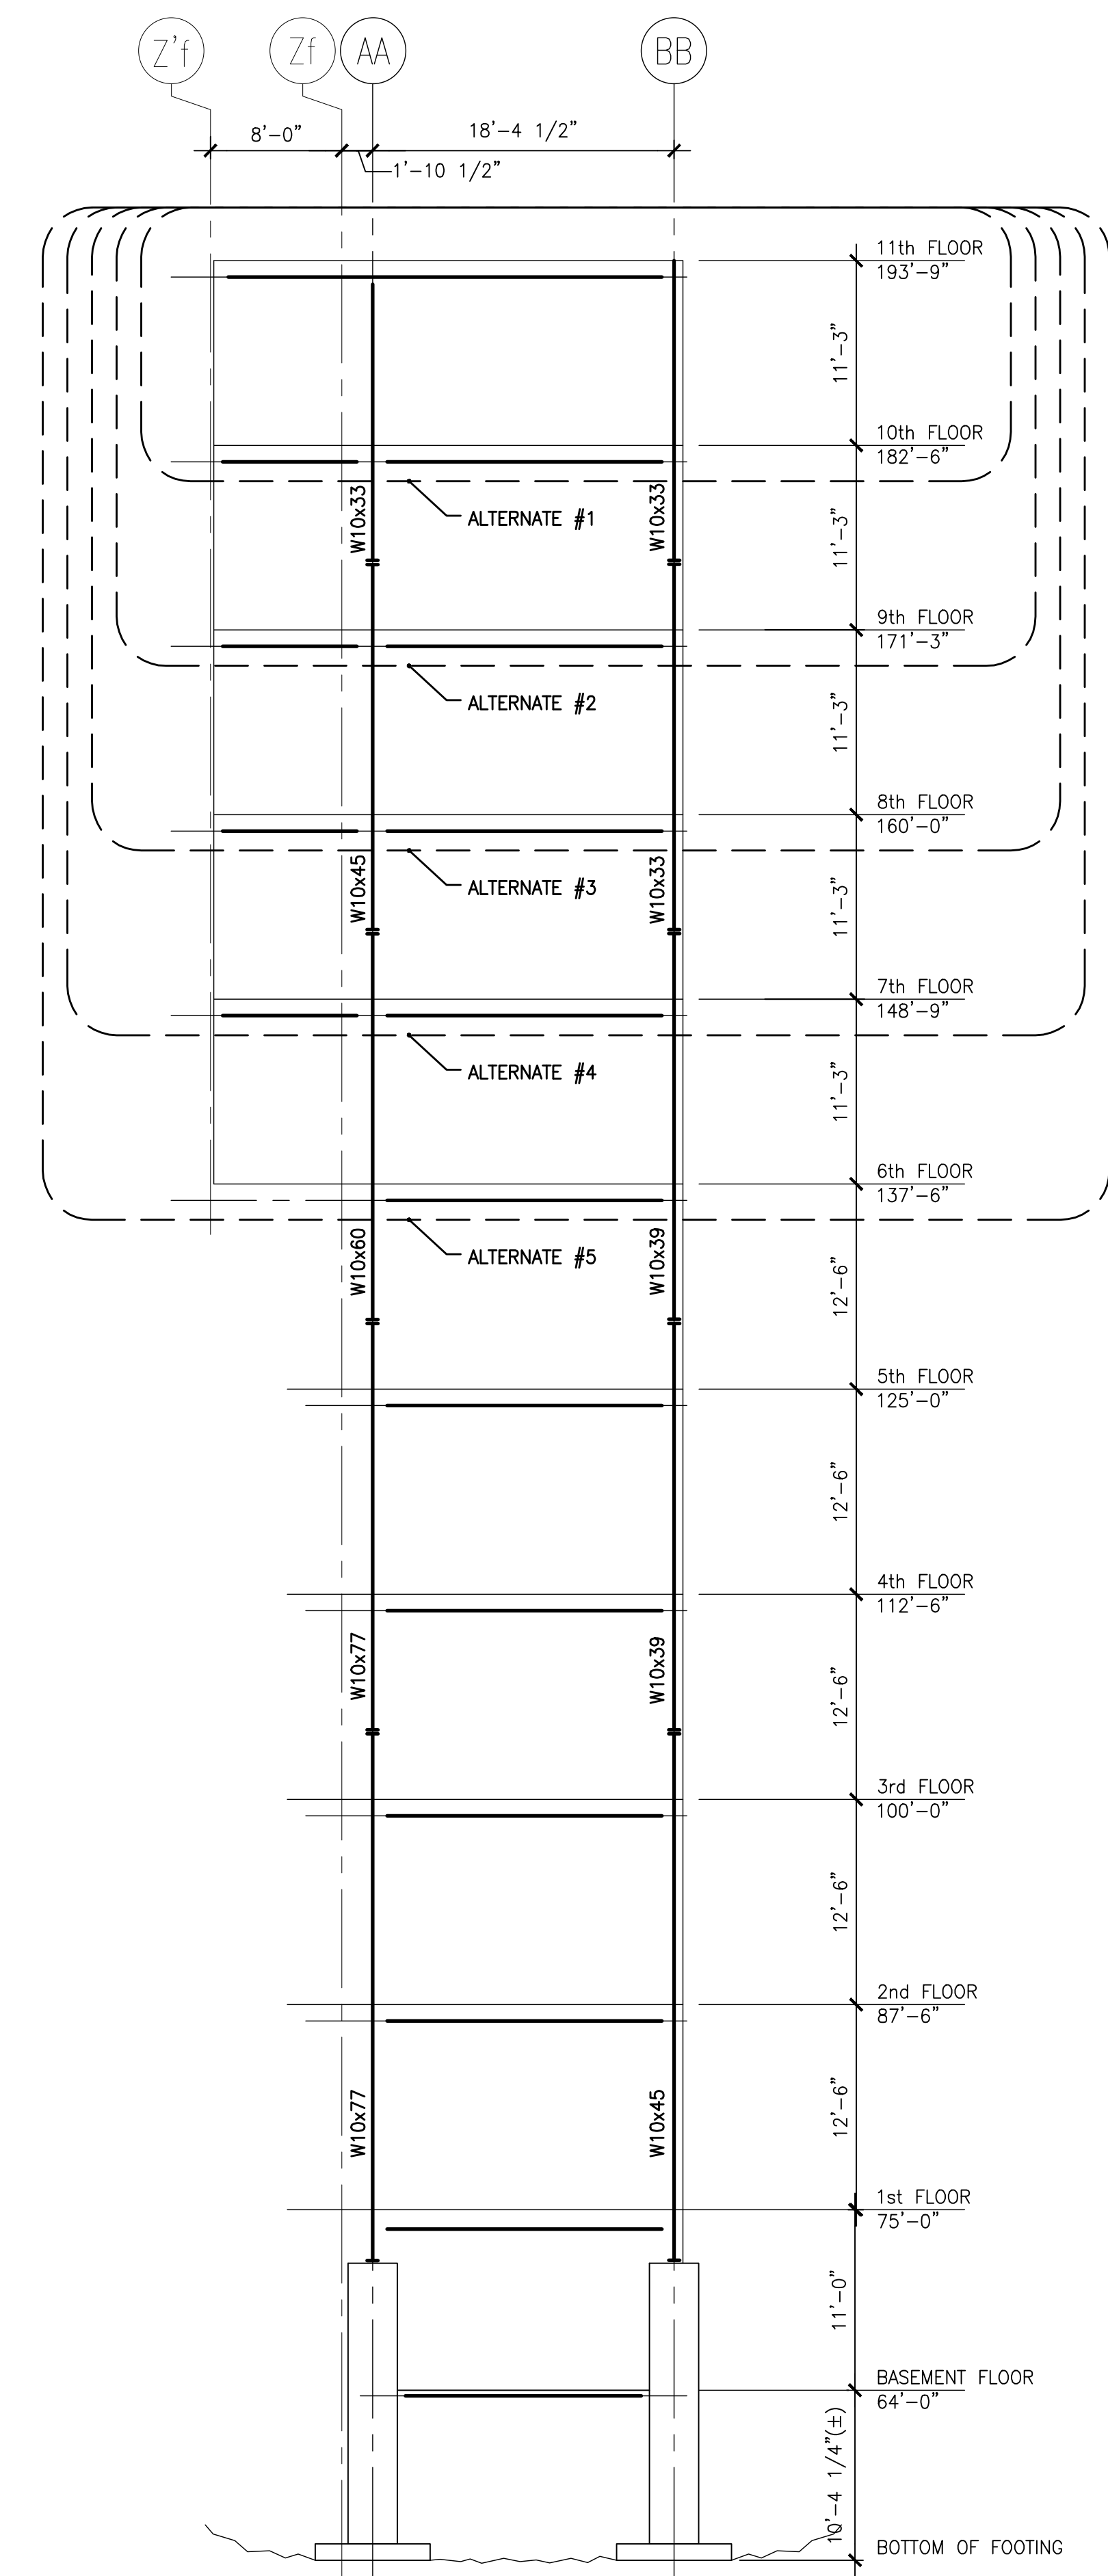 Z'f
Zf
AA
BB
8'-0"
18'-4 1/2"
1'-10 1/2"
11th FLOOR
193'-9"
11'-3"
10th FLOOR
182'-6"
W10x33
W10x33
ALTERNATE #1
11'-3"
9th FLOOR
171'-3"
ALTERNATE #2
11'-3"
8th FLOOR
160'-0"
W10x45
W10x33
ALTERNATE #3
11'-3"
7th FLOOR
148'-9"
ALTERNATE #4
11'-3"
6th FLOOR
137'-6"
W10x60
W10x39
ALTERNATE #5
12'-6"
5th FLOOR
125'-0"
12'-6"
4th FLOOR
112'-6"
W10x77
W10x39
12'-6"
3rd FLOOR
100'-0"
12'-6"
2nd FLOOR
87'-6"
W10x77
W10x45
12'-6"
1st FLOOR
75'-0"
11'-0"
BASEMENT FLOOR
64'-0"
10'-4 1/4"(±)
BOTTOM OF FOOTING